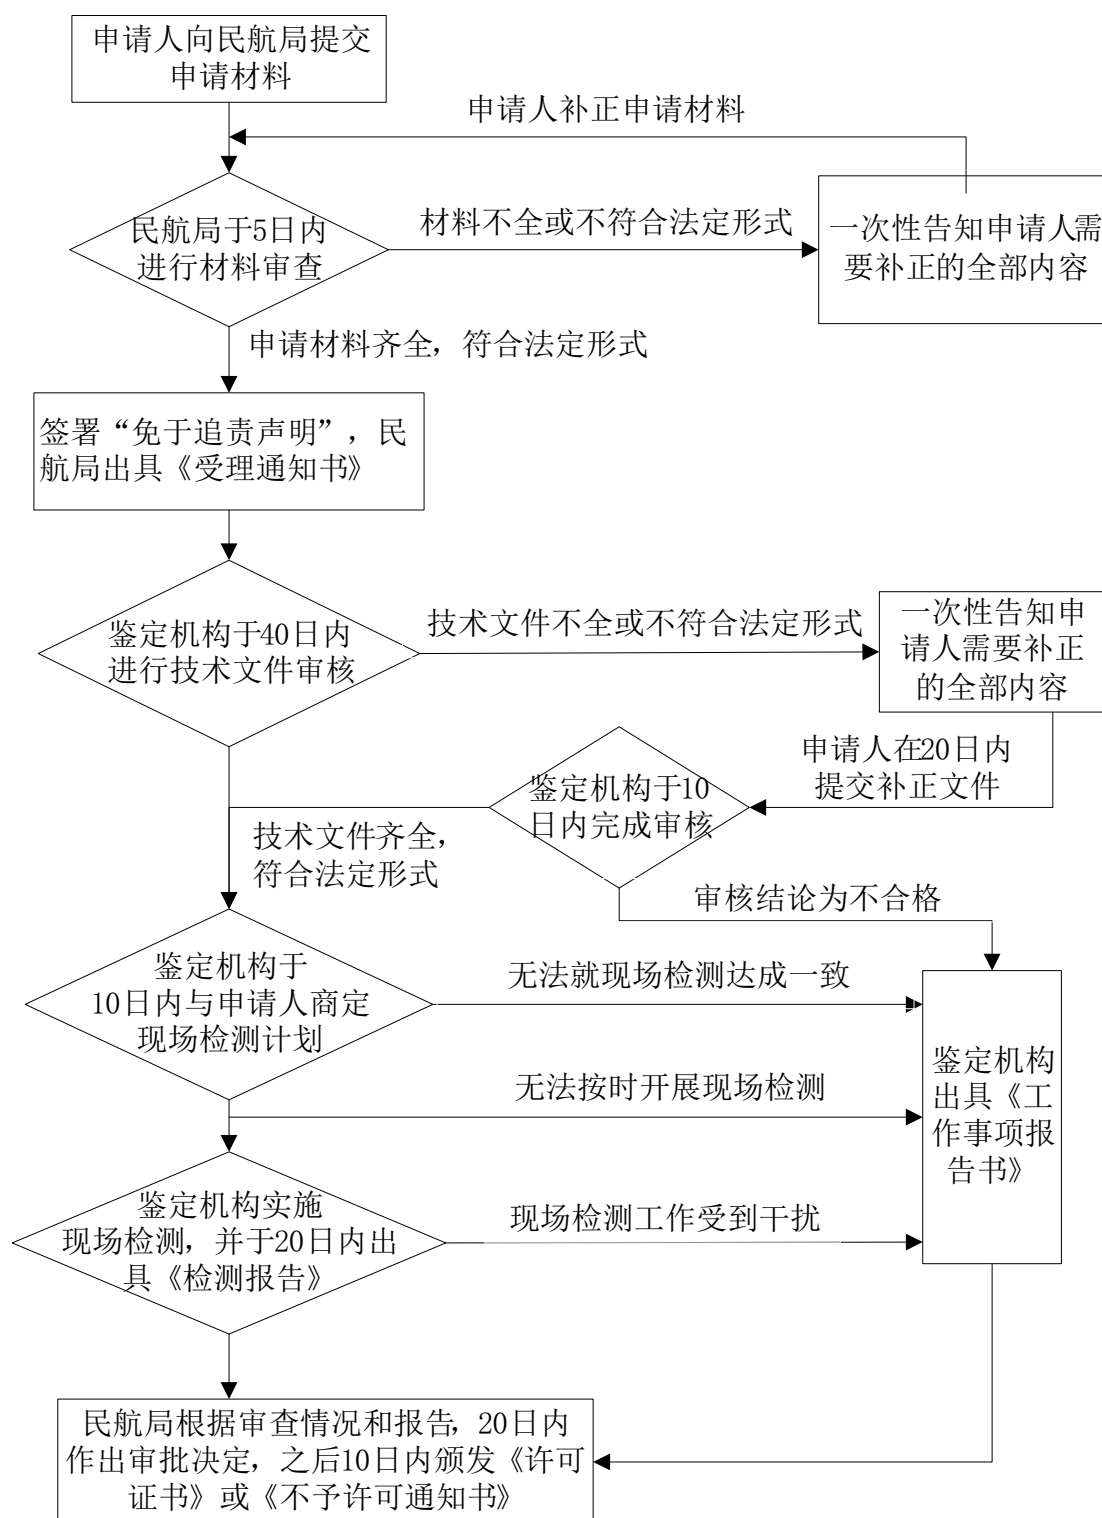 申请人向民航局提交
申请材料
申请人补正申请材料
民航局于5日内
进行材料审查
材料不全或不符合法定形式
一次性告知申请人需
要补正的全部内容
申请材料齐全，符合法定形式
签署“免于追责声明”，民
航局出具《受理通知书》
鉴定机构于40日内
进行技术文件审核
技术文件不全或不符合法定形式
一次性告知申
请人需要补正
的全部内容
申请人在20日内
提交补正文件
鉴定机构于10
日内完成审核
技术文件齐全，
符合法定形式
审核结论为不合格
鉴定机构于
10日内与申请人商定
现场检测计划
无法就现场检测达成一致
无法按时开展现场检测
鉴定机构
出具《工
作事项报
告书》
鉴定机构实施
现场检测，并于20日内出
具《检测报告》
现场检测工作受到干扰
民航局根据审查情况和报告，20日内
作出审批决定，之后10日内颁发《许可
证书》或《不予许可通知书》